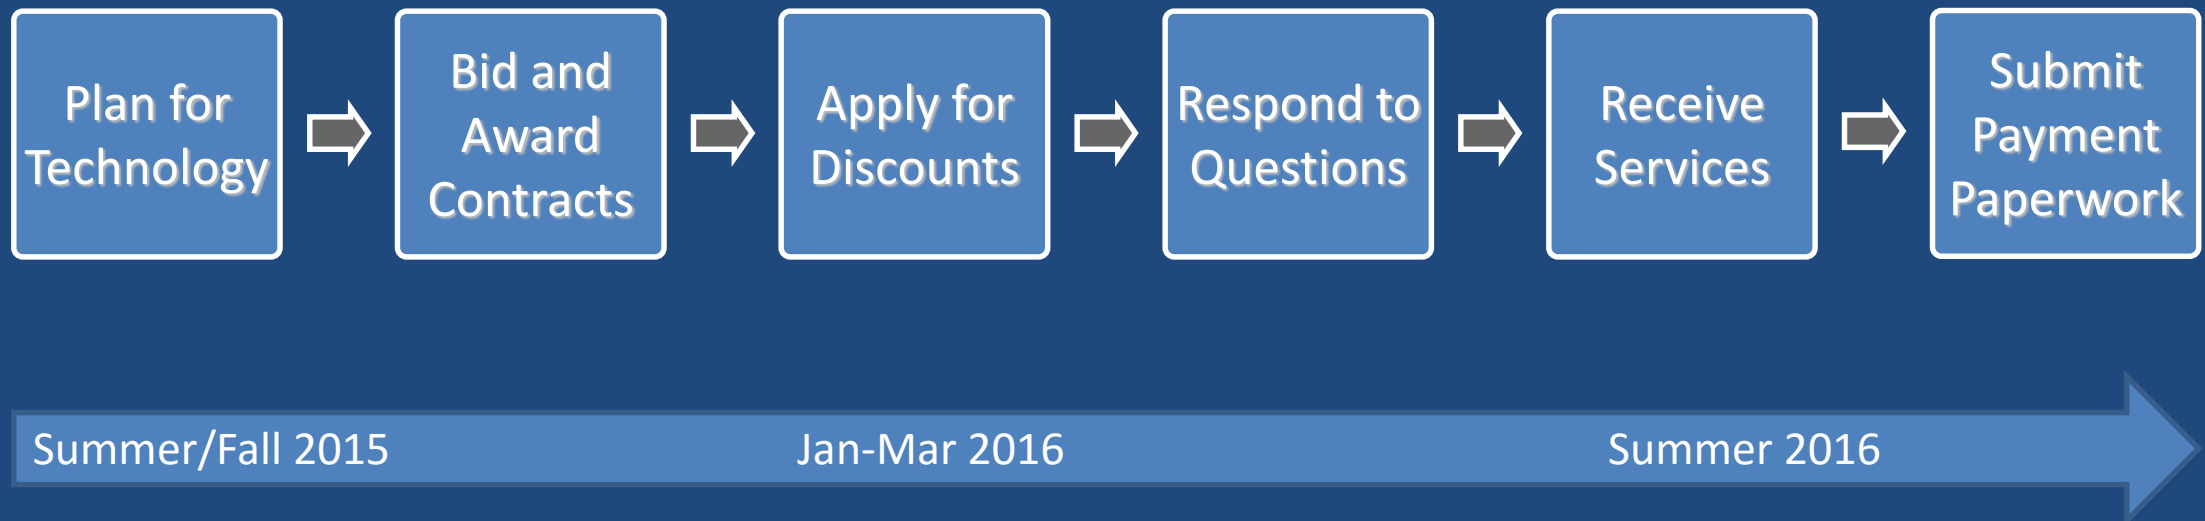 Plan for
Technology
Bid and
Award
Contracts
Apply for
Discounts
Respond to
Questions
Receive
Services
Submit
Payment
Paperwork
Summer/Fall 2015
Jan-Mar 2016
Summer 2016